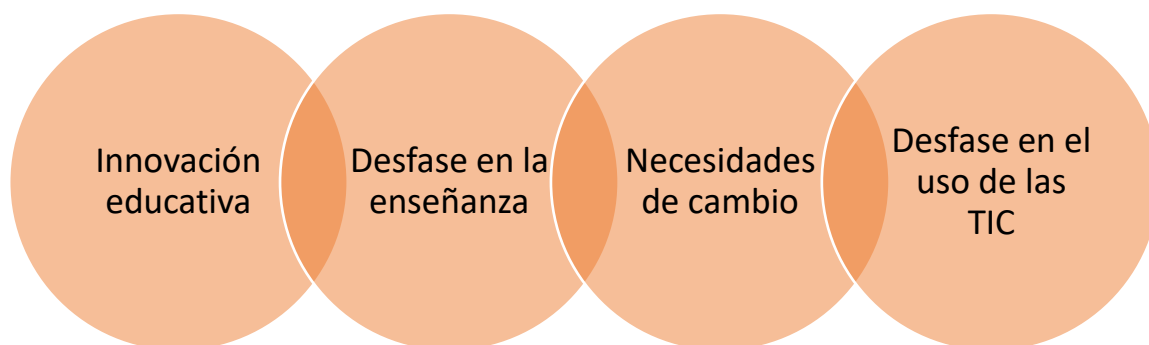 Innovación
educativa
Desfase en la
enseñanza
Necesidades
de cambio
Desfase en el
uso de las
TIC